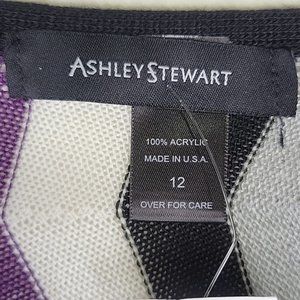 ASHLEY STEWART
100% ACRYLIC
MADE IN U.S.A.
12
OVER FOR CARE